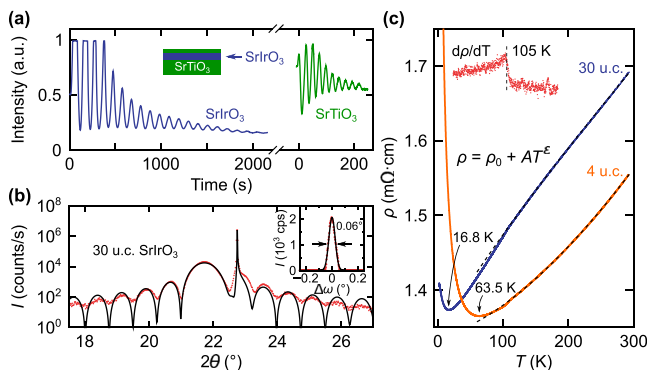 (a)
Intensity (a.u.)
1
0.5
0
SrIrO3
SrTiO3
SrIrO3
SrTiO3
0 500 1000 1500 2000 0 100 200
Time (s)
(b)
I (counts/s)
10^8
10^6
10^4
10^2
10^0
30 u.c. SrIrO3
18 20 22 24 26
2θ (°)
I (10^3 cps)
2
1
0
0.06°
−0.2 0 0.2
Δω (°)
(c)
ρ (mΩ·cm)
1.7
1.6
1.5
1.4
dρ/dT
105 K
30 u.c.
ρ = ρ0 + AT^ε
4 u.c.
16.8 K
63.5 K
0 100 200 300
T (K)